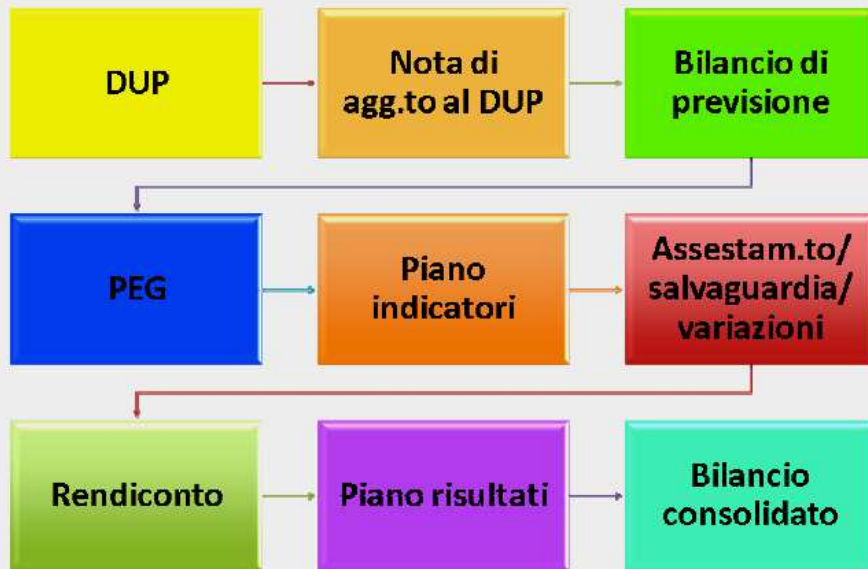 DUP
Nota di
agg.to al DUP
Bilancio di
previsione
PEG
Piano
indicatori
Assestam.to/
salvaguardia/
variazioni
Rendiconto
Piano risultati
Bilancio
consolidato